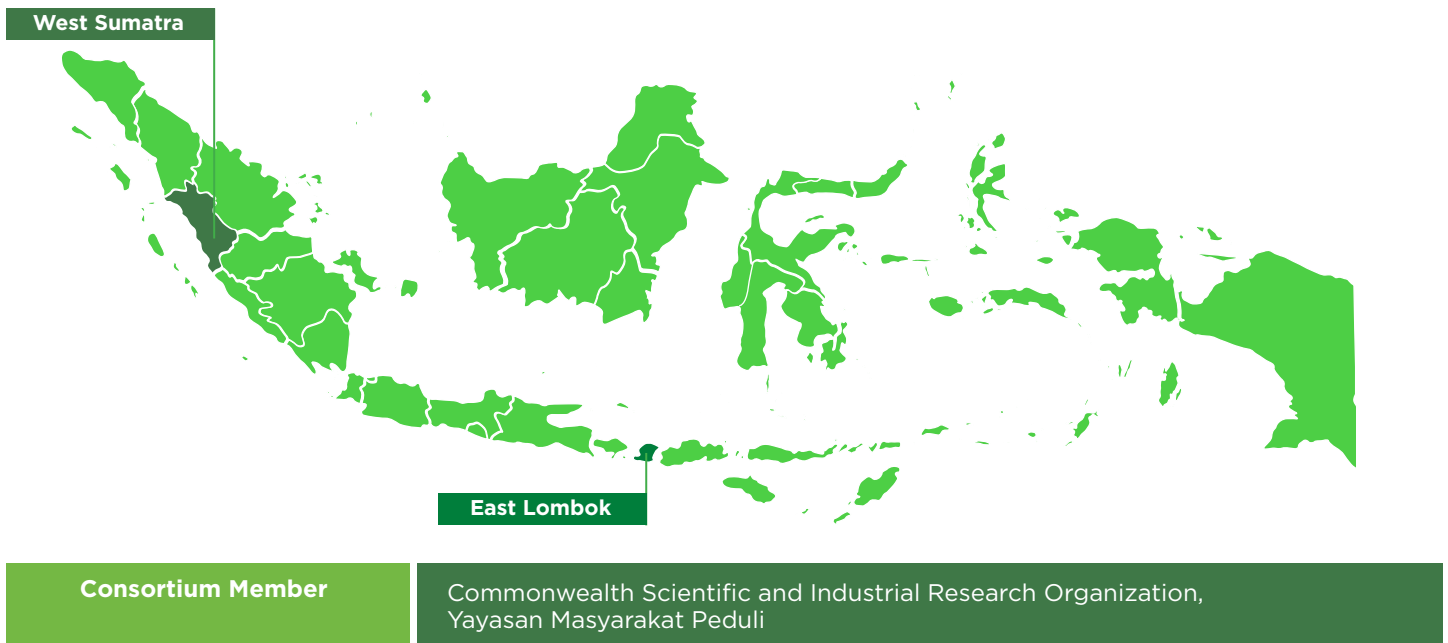 West Sumatra
East Lombok
Consortium Member
Commonwealth Scientific and Industrial Research Organization,
Yayasan Masyarakat Peduli